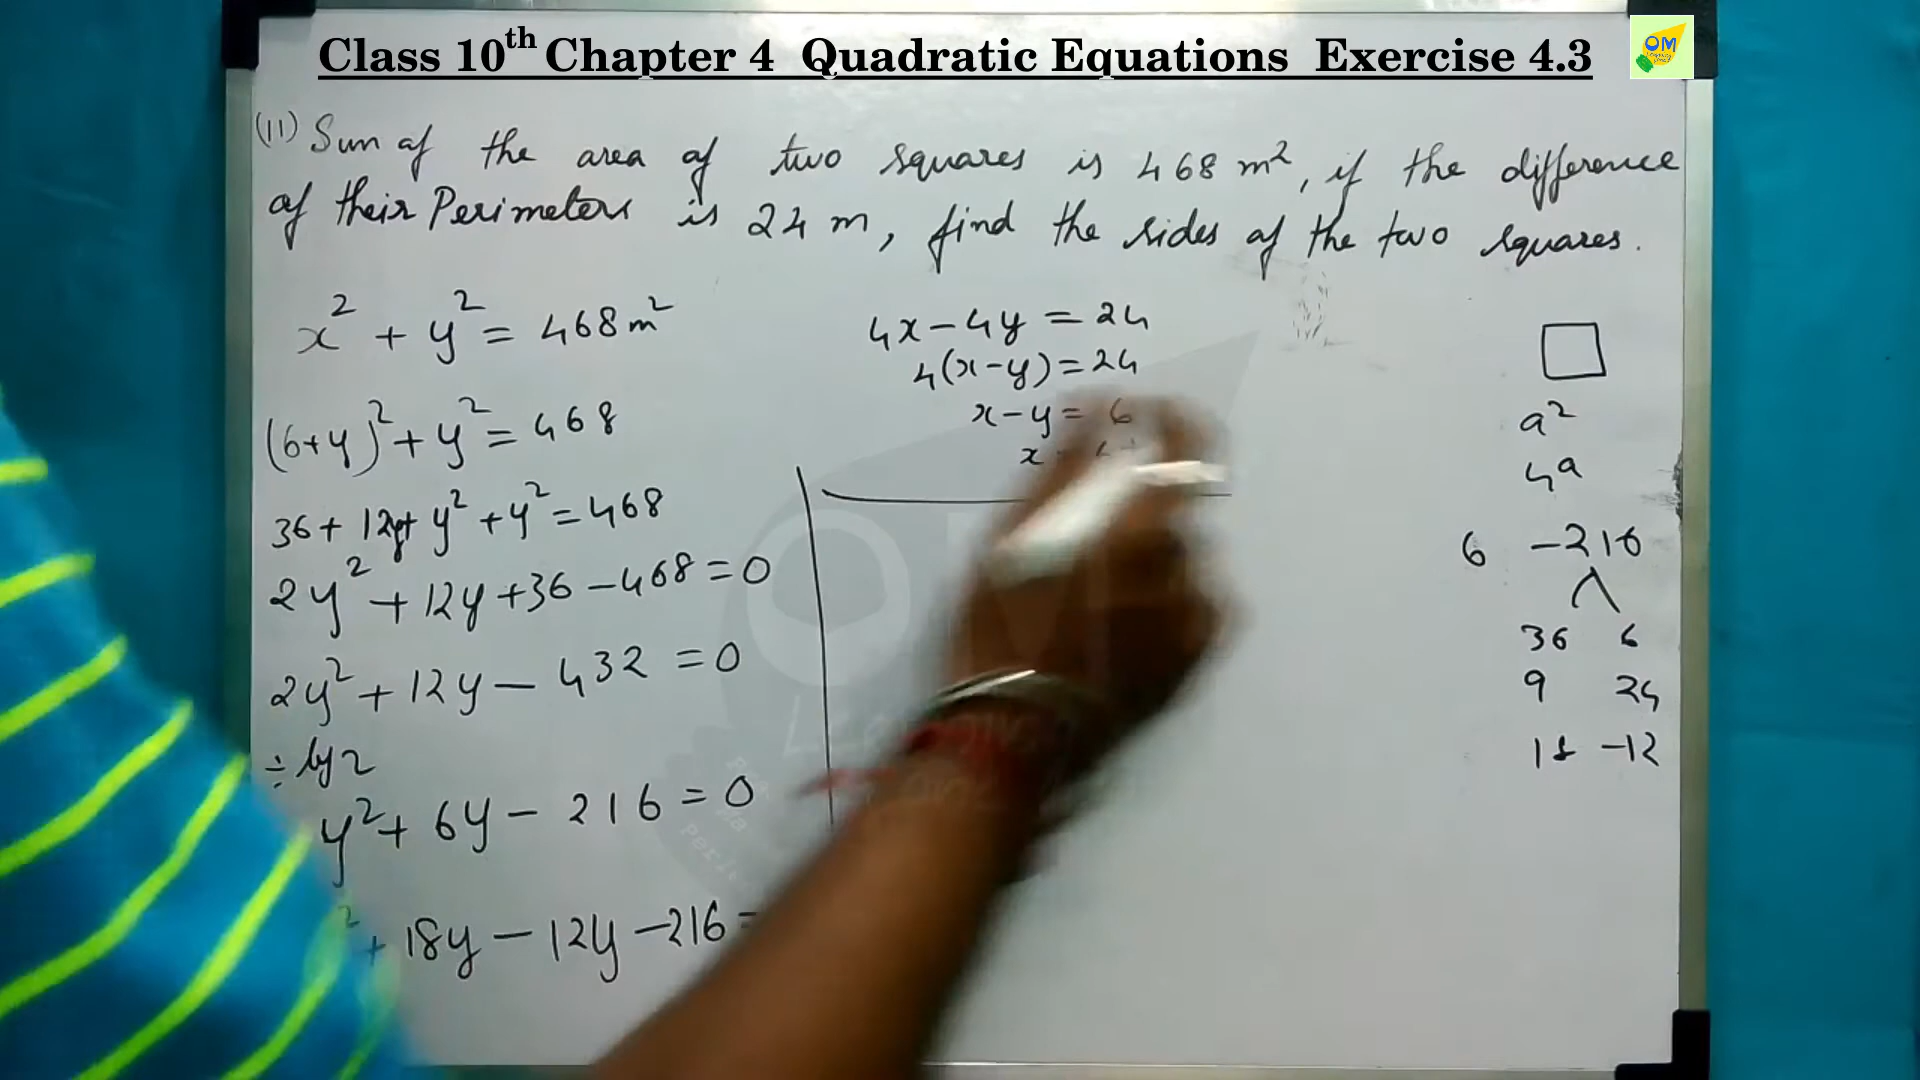 Class 10th Chapter 4 Quadratic Equations Exercise 4.3
OM
(11) Sum of the area of two squares is 468 m², if the difference
of their Perimeters is 24 m, find the sides of the two squares.
x² + y² = 468 m²
(6+y)² + y² = 468
36 + 12y + y² + y² = 468
2y² + 12y + 36 - 468 = 0
2y² + 12y - 432 = 0
÷ by 2
y² + 6y - 216 = 0
² + 18y - 12y - 216 =
4x - 4y = 24
4(x-y) = 24
x - y = 6
x
a²
4a
6 -216
36 6
9 24
18 -12
OM